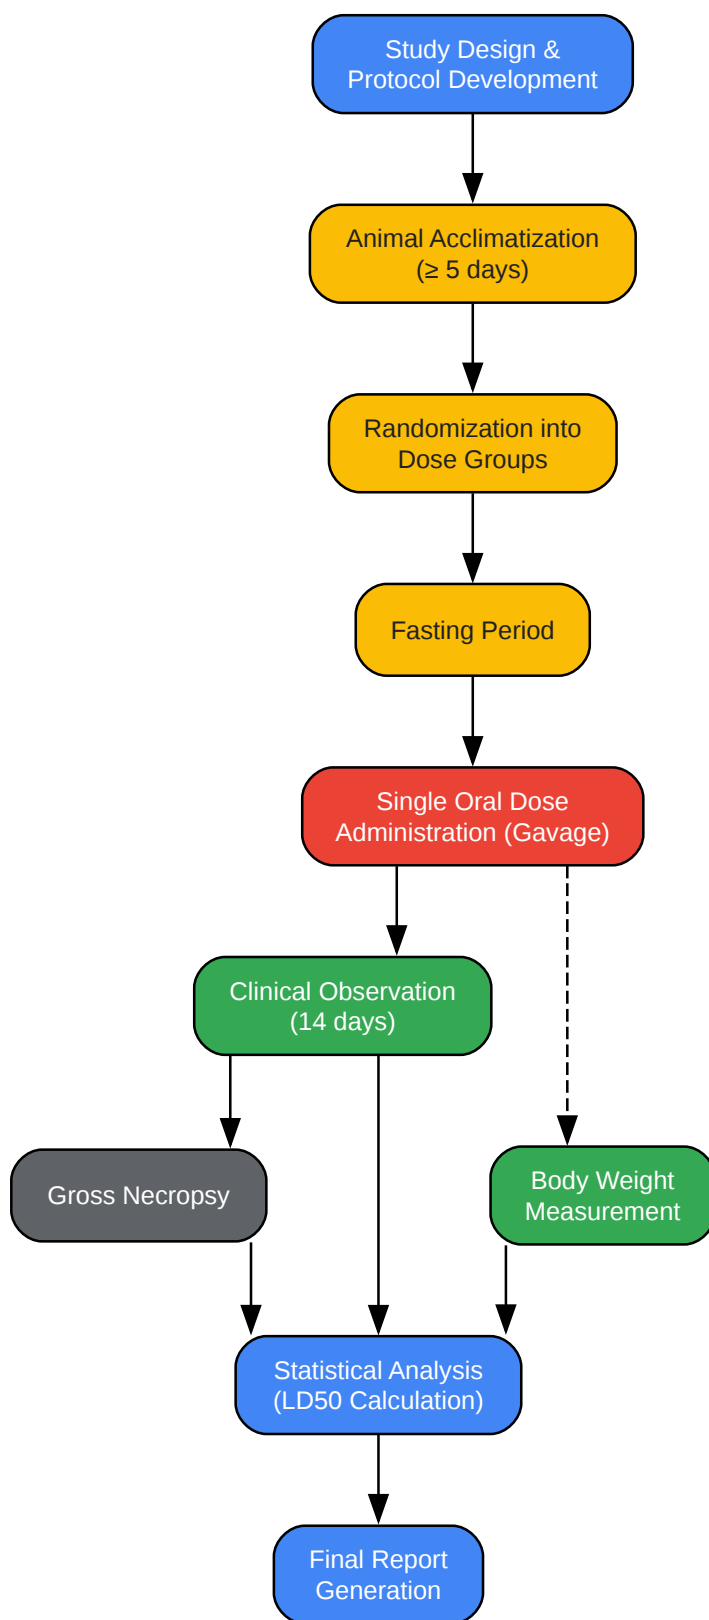 Study Design &
Protocol Development
Animal Acclimatization
(≥ 5 days)
Randomization into
Dose Groups
Fasting Period
Single Oral Dose
Administration (Gavage)
Clinical Observation
(14 days)
Gross Necropsy
Body Weight
Measurement
Statistical Analysis
(LD50 Calculation)
Final Report
Generation